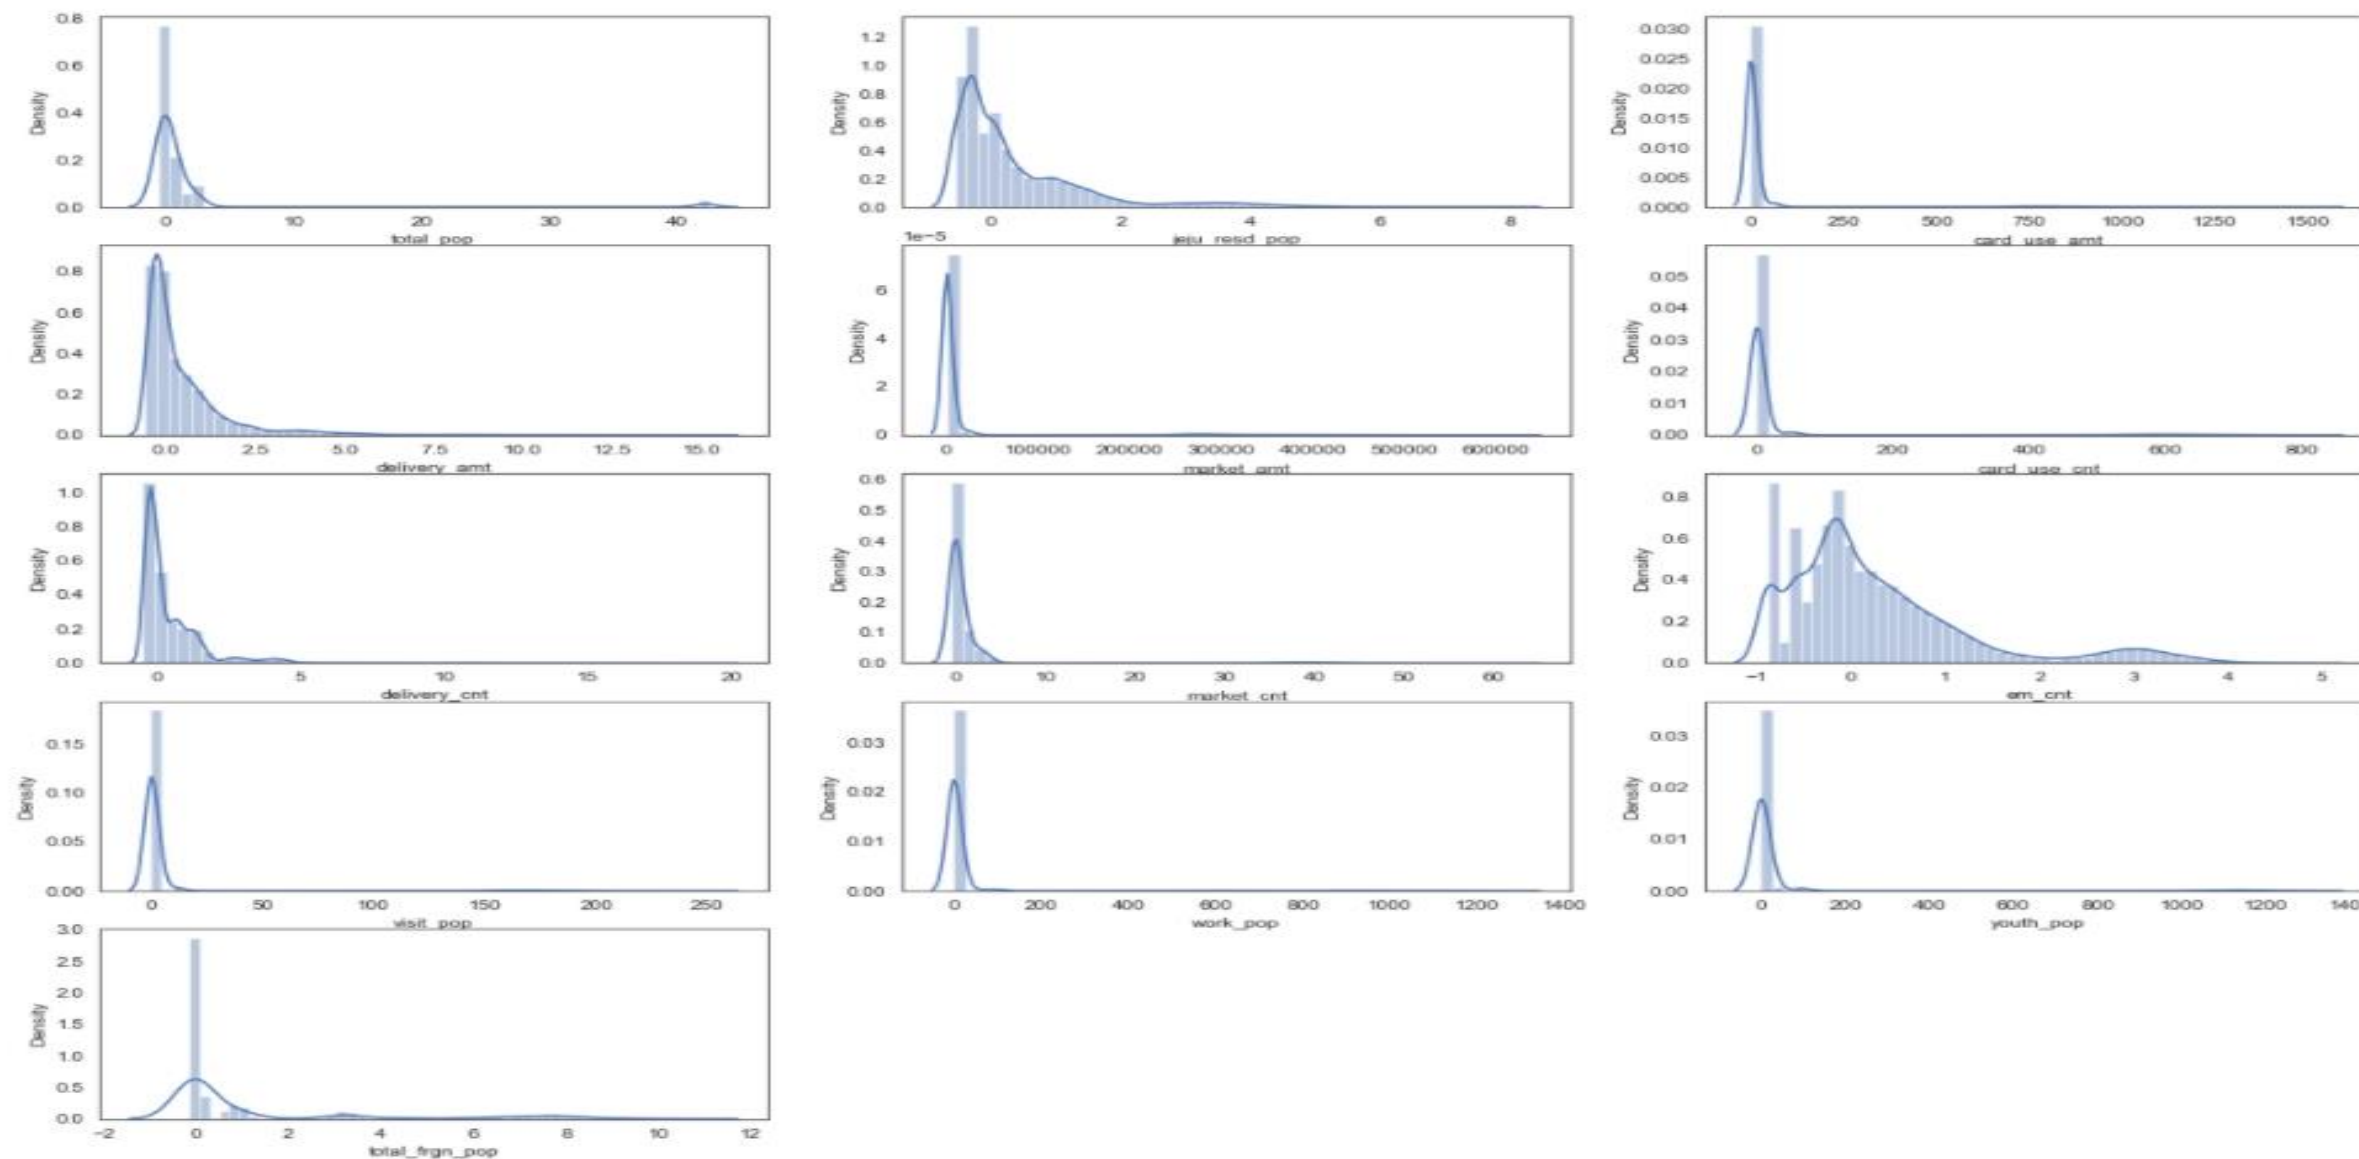 0.8
0.6
0.4
0.2
0.0
Density
0 10 20 30 40
total_pop
1.2
1.0
0.8
0.6
0.4
0.2
0.0
Density
0 2 4 6 8
jeju_resd_pop
0.030
0.025
0.020
0.015
0.010
0.005
0.000
Density
0 250 500 750 1000 1250 1500
card_use_amt
0.8
0.6
0.4
0.2
0.0
Density
0.0 2.5 5.0 7.5 10.0 12.5 15.0
delivery_amt
1e-5
6
4
2
0
Density
0 100000 200000 300000 400000 500000 600000
market_amt
0.05
0.04
0.03
0.02
0.01
0.00
Density
0 200 400 600 800
card_use_cnt
1.0
0.8
0.6
0.4
0.2
0.0
Density
0 5 10 15 20
delivery_cnt
0.6
0.5
0.4
0.3
0.2
0.1
0.0
Density
0 10 20 30 40 50 60
market_cnt
0.8
0.6
0.4
0.2
0.0
Density
−1 0 1 2 3 4 5
em_cnt
0.15
0.10
0.05
0.00
Density
0 50 100 150 200 250
visit_pop
0.03
0.02
0.01
0.00
Density
0 200 400 600 800 1000 1200 1400
work_pop
0.03
0.02
0.01
0.00
Density
0 200 400 600 800 1000 1200 140
youth_pop
3.0
2.5
2.0
1.5
1.0
0.5
0.0
Density
−2 0 2 4 6 8 10 12
total_frgn_pop